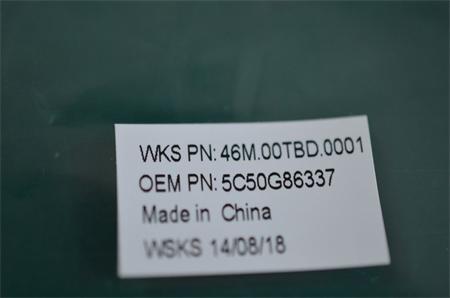 WKS PN: 46M.00TBD.0001
OEM PN: 5C50G86337
Made in China
WSKS 14/08/18